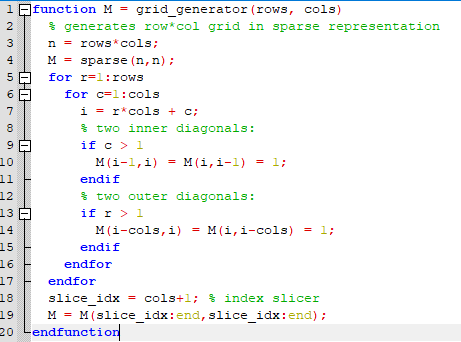 1 function M = grid_generator(rows, cols)
2 % generates row*col grid in sparse representation
3 n = rows*cols;
4 M = sparse(n,n);
5 for r=1:rows
6 for c=1:cols
7 i = r*cols + c;
8 % two inner diagonals:
9 if c > 1
10 M(i-1,i) = M(i,i-1) = 1;
11 endif
12 % two outer diagonals:
13 if r > 1
14 M(i-cols,i) = M(i,i-cols) = 1;
15 endif
16 endfor
17 endfor
18 slice_idx = cols+1; % index slicer
19 M = M(slice_idx:end,slice_idx:end);
20 endfunction